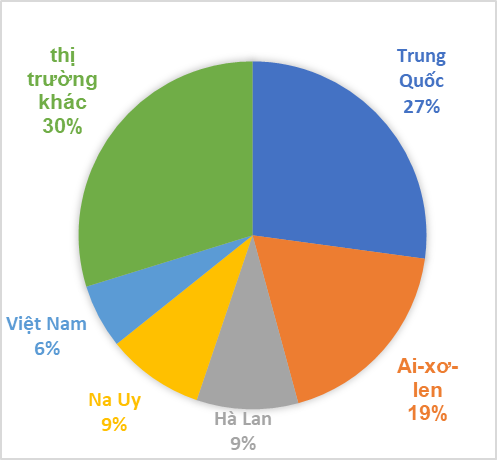 Trung
Quốc
27%
Ai-xơ-
len
19%
Hà Lan
9%
Na Uy
9%
Việt Nam
6%
thị
trường
khác
30%